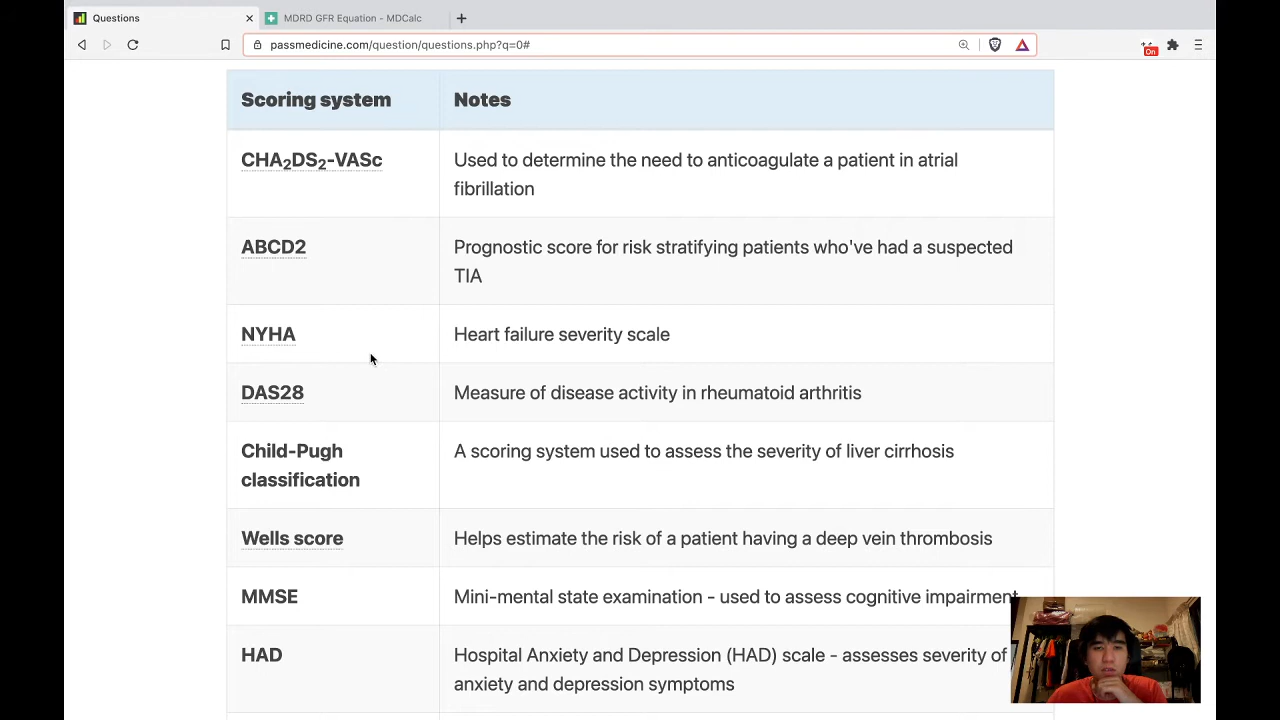 Questions
MDRD GFR Equation - MDCalc
passmedicine.com/question/questions.php?q=0#
On
Scoring system
Notes
CHA₂DS₂-VASc
Used to determine the need to anticoagulate a patient in atrial
fibrillation
ABCD2
Prognostic score for risk stratifying patients who've had a suspected
TIA
NYHA
Heart failure severity scale
DAS28
Measure of disease activity in rheumatoid arthritis
Child-Pugh
classification
A scoring system used to assess the severity of liver cirrhosis
Wells score
Helps estimate the risk of a patient having a deep vein thrombosis
MMSE
Mini-mental state examination - used to assess cognitive impairment
HAD
Hospital Anxiety and Depression (HAD) scale - assesses severity of
anxiety and depression symptoms